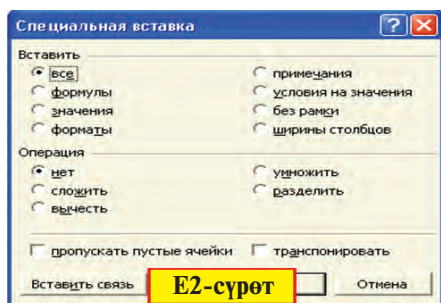 Специальная вставка
Вставить
все
примечания
формулы
условия на значения
значения
без рамки
форматы
ширины столбцов
Операция
нет
умножить
сложить
разделить
вычесть
пропускать пустые ячейки
транспонировать
Вставить связь
Е2-сүрөт
Отмена